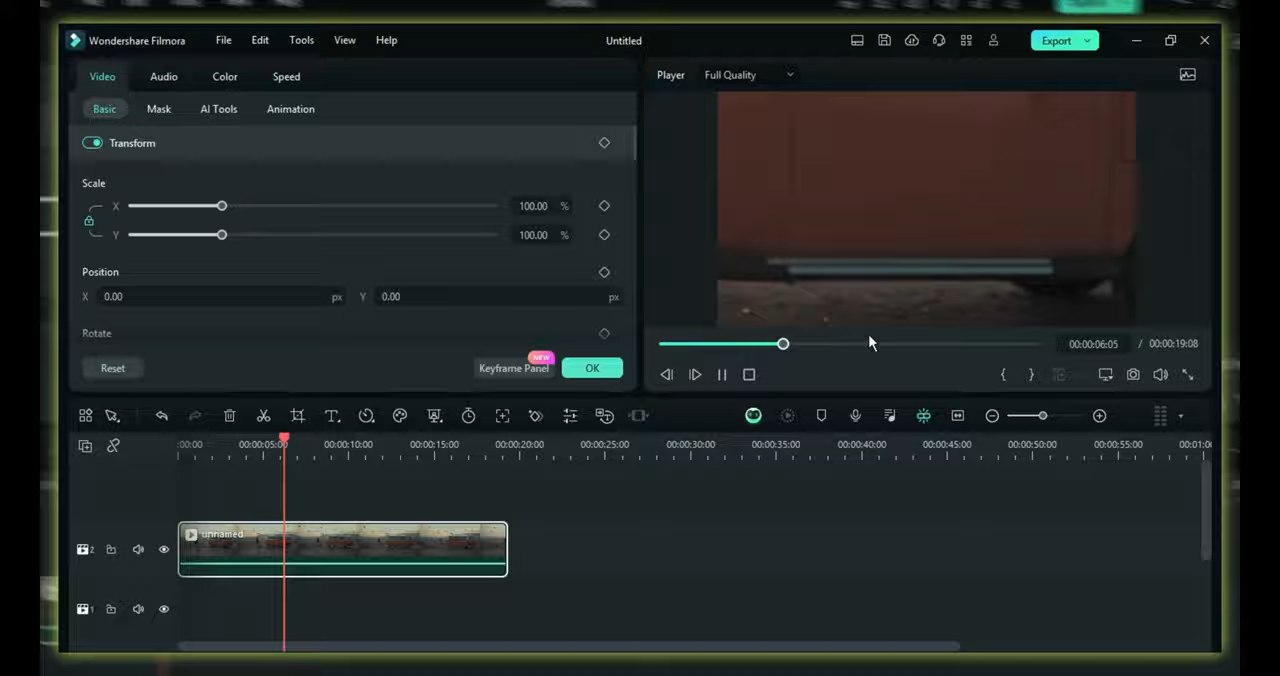 Wondershare Filmora File Edit Tools View Help Untitled Export
Video Audio Color Speed Player Full Quality
Basic Mask AI Tools Animation
Transform
Scale
X 100.00 %
Y 100.00 %
Position
X 0.00 px Y 0.00 px
Rotate
00:00:06:05 / 00:00:19:08
NEW
Reset Keyframe Panel OK
:00:00 00:00:05:00 00:00:10:00 00:00:15:00 00:00:20:00 00:00:25:00 00:00:30:00 00:00:35:00 00:00:40:00 00:00:45:00 00:00:50:00 00:00:55:00 00:01:0
unnamed
2
1